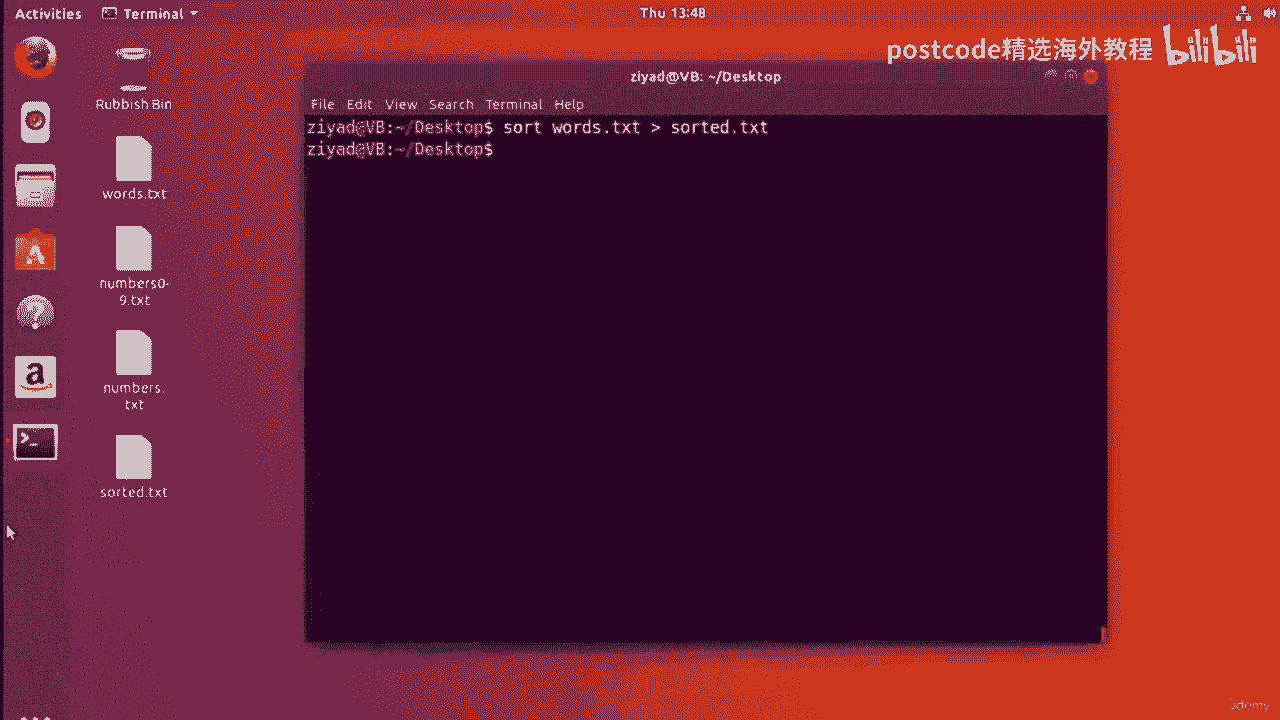 Activities
Terminal
Thu 13:48
postcode精选海外教程 bilibili
Rubbish Bin
words.txt
numbers0-
9.txt
numbers.
txt
sorted.txt
ziyad@VB: ~/Desktop
File Edit View Search Terminal Help
ziyad@VB:~/Desktop$ sort words.txt > sorted.txt
ziyad@VB:~/Desktop$
a
>_
?
Udemy